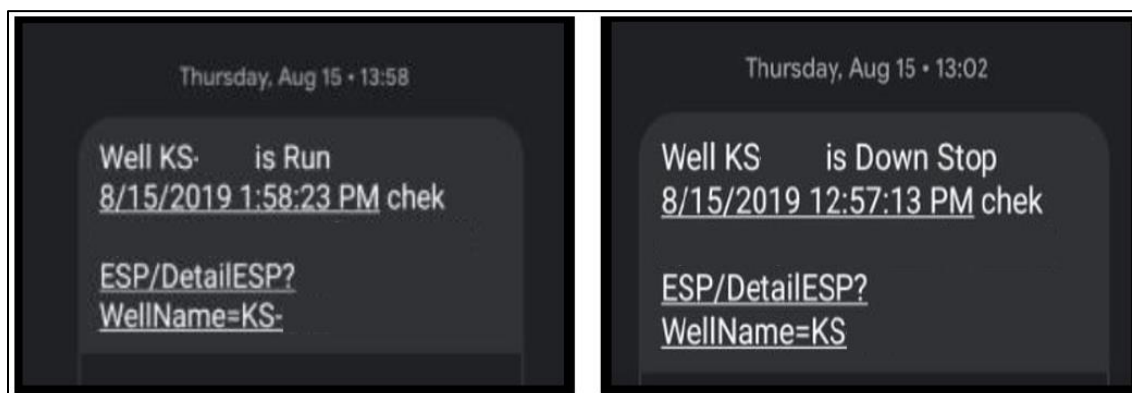 Thursday, Aug 15 • 13:58
Well KS- is Run
8/15/2019 1:58:23 PM chek
ESP/DetailESP?
WellName=KS-
Thursday, Aug 15 • 13:02
Well KS is Down Stop
8/15/2019 12:57:13 PM chek
ESP/DetailESP?
WellName=KS